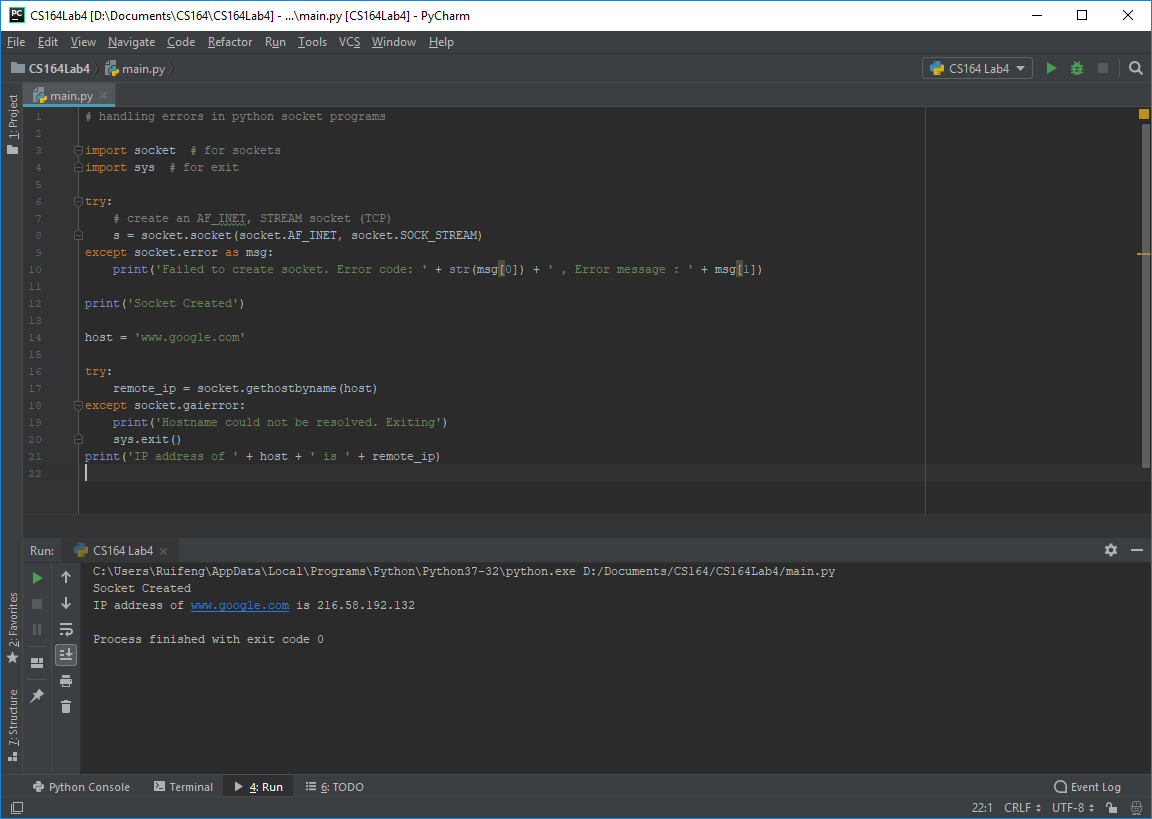 CS164Lab4 [D:\Documents\CS164\CS164Lab4] - ...\main.py [CS164Lab4] - PyCharm
File Edit View Navigate Code Refactor Run Tools VCS Window Help
CS164Lab4 main.py CS164 Lab4
main.py
1: Project
1 # handling errors in python socket programs
2
3 import socket  # for sockets
4 import sys  # for exit
5
6 try:
7     # create an AF_INET, STREAM socket (TCP)
8     s = socket.socket(socket.AF_INET, socket.SOCK_STREAM)
9 except socket.error as msg:
10     print('Failed to create socket. Error code: ' + str(msg[0]) + ' , Error message : ' + msg[1])
11
12 print('Socket Created')
13
14 host = 'www.google.com'
15
16 try:
17     remote_ip = socket.gethostbyname(host)
18 except socket.gaierror:
19     print('Hostname could not be resolved. Exiting')
20     sys.exit()
21 print('IP address of ' + host + ' is ' + remote_ip)
22
Run: CS164 Lab4
C:\Users\Ruifeng\AppData\Local\Programs\Python\Python37-32\python.exe D:/Documents/CS164/CS164Lab4/main.py
Socket Created
IP address of www.google.com is 216.58.192.132
Process finished with exit code 0
2: Favorites
7: Structure
Python Console Terminal 4: Run 6: TODO Event Log
22:1 CRLF UTF-8